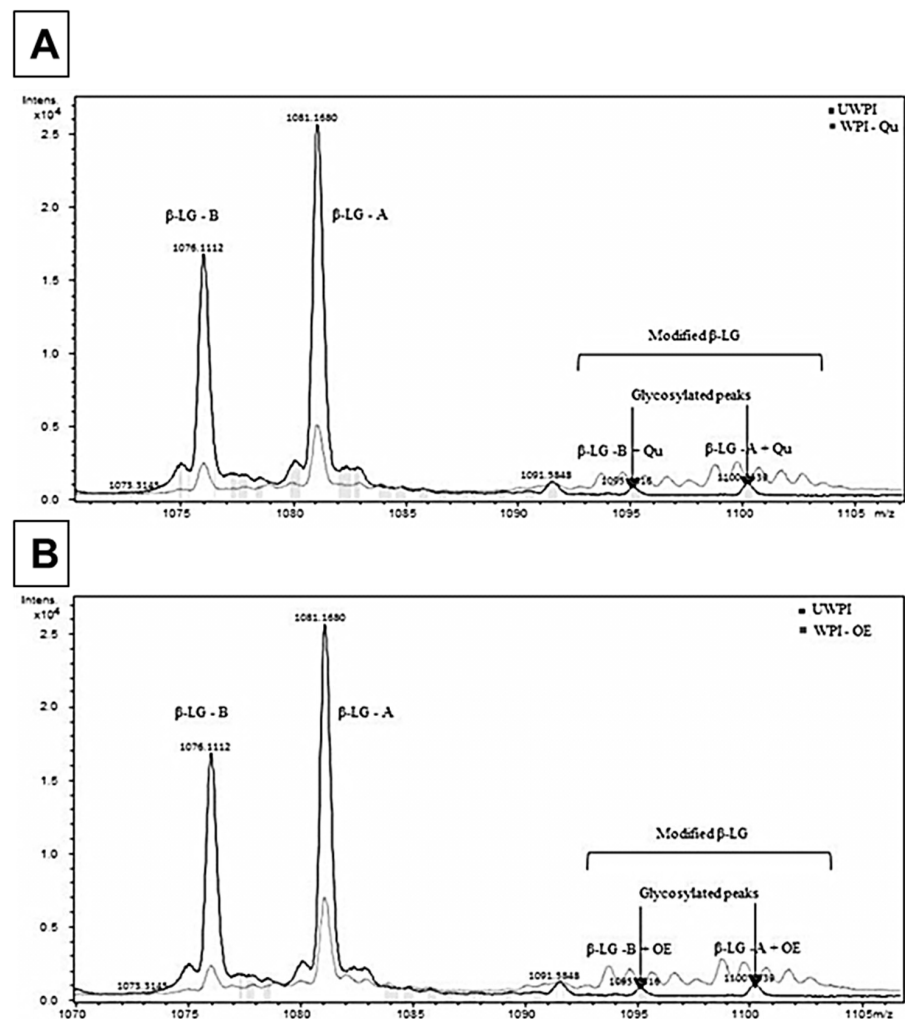 A
Intens.
x10⁴
2.5
2.0
1.5
1.0
0.5
0.0
1081.1680
UWPI
WPI - Qu
β-LG - B
β-LG - A
1076.1112
Modified β-LG
Glycosylated peaks
β-LG -B + Qu
β-LG -A + Qu
1073.3145
1091.5848
1075
1080
1085
1090
1095
1100
1105
m/z
B
Intens.
x10⁴
2.5
2.0
1.5
1.0
0.5
0.0
1081.1680
UWPI
WPI - OE
β-LG - B
β-LG - A
1076.1112
Modified β-LG
Glycosylated peaks
β-LG -B + OE
β-LG -A + OE
1073.3145
1091.5848
1070
1075
1080
1085
1090
1095
1100
1105
m/z